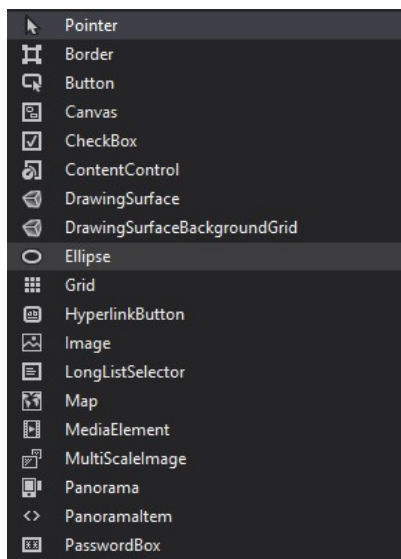 Pointer
Border
Button
Canvas
CheckBox
ContentControl
DrawingSurface
DrawingSurfaceBackgroundGrid
Ellipse
Grid
HyperlinkButton
Image
LongListSelector
Map
MediaElement
MultiScaleImage
Panorama
PanoramaItem
PasswordBox